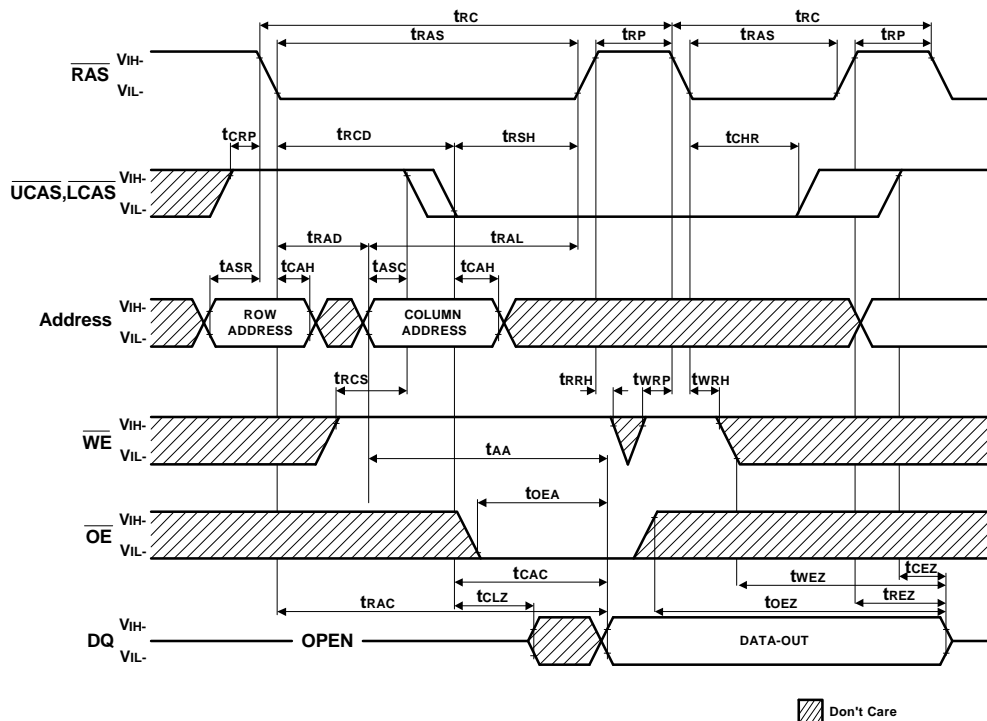 tRC tRC
tRAS tRP tRAS tRP
RAS VIH-
VIL-
tCRP tRCD tRSH tCHR
UCAS,LCAS VIH-
VIL-
tRAD tRAL
tASR tCAH tASC tCAH
Address VIH-
VIL-
ROW
ADDRESS
COLUMN
ADDRESS
tRCS tRRH tWRP tWRH
WE VIH-
VIL-
tAA
tOEA
OE VIH-
VIL-
tCAC tWEZ tCEZ
tRAC tCLZ tOEZ tREZ
DQ VIH-
VIL-
OPEN DATA-OUT
Don't Care